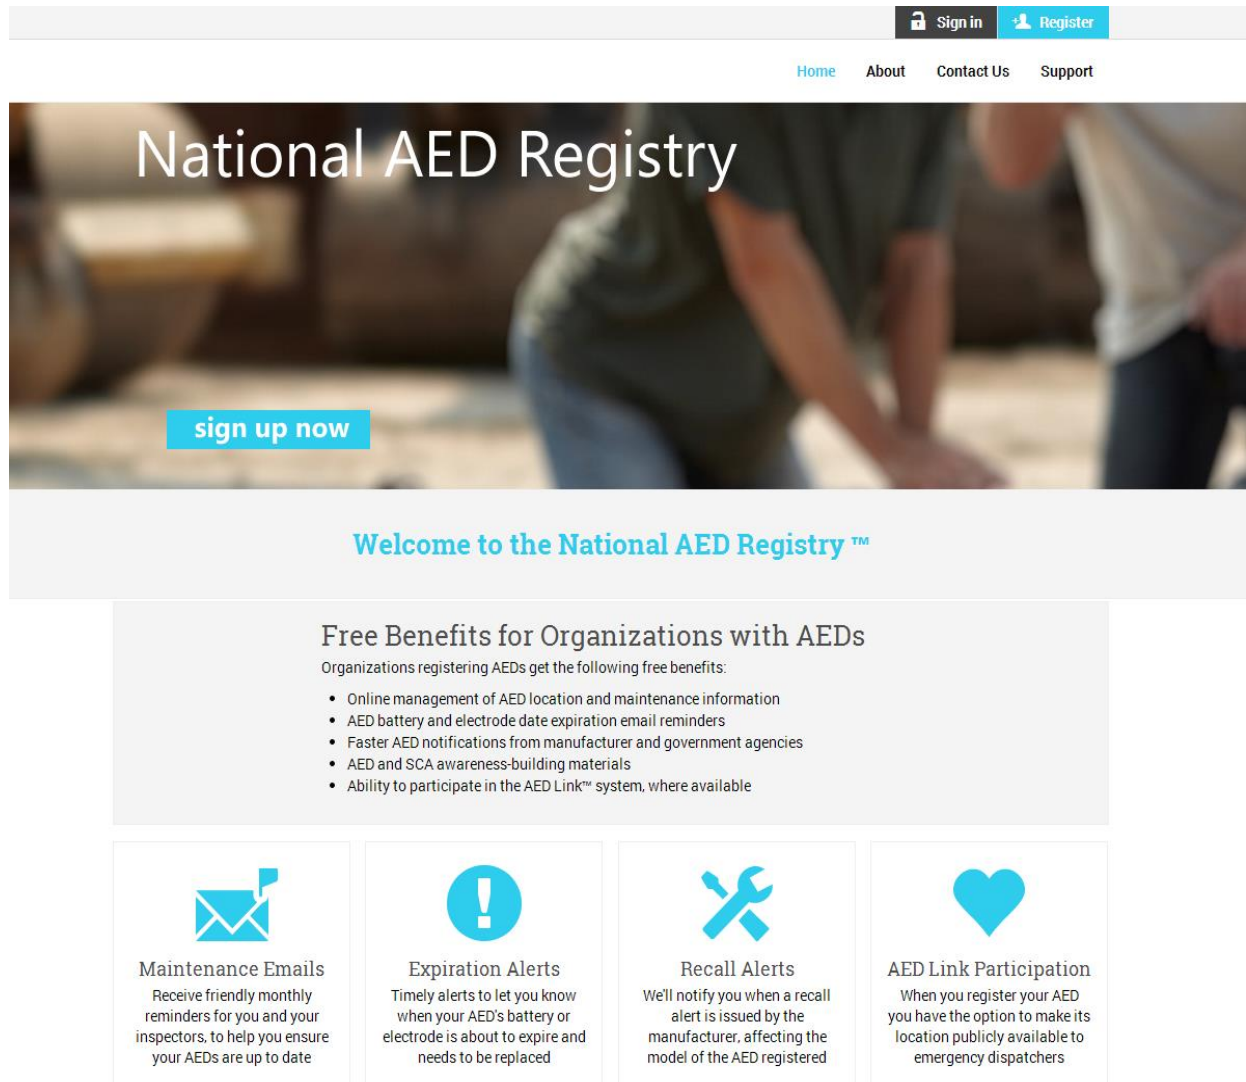 Sign in
Register
Home
About
Contact Us
Support
National AED Registry
sign up now
Welcome to the National AED Registry ™
Free Benefits for Organizations with AEDs
Organizations registering AEDs get the following free benefits:
• Online management of AED location and maintenance information
• AED battery and electrode date expiration email reminders
• Faster AED notifications from manufacturer and government agencies
• AED and SCA awareness-building materials
• Ability to participate in the AED Link™ system, where available
Maintenance Emails
Receive friendly monthly
reminders for you and your
inspectors, to help you ensure
your AEDs are up to date
Expiration Alerts
Timely alerts to let you know
when your AED's battery or
electrode is about to expire and
needs to be replaced
Recall Alerts
We'll notify you when a recall
alert is issued by the
manufacturer, affecting the
model of the AED registered
AED Link Participation
When you register your AED
you have the option to make its
location publicly available to
emergency dispatchers